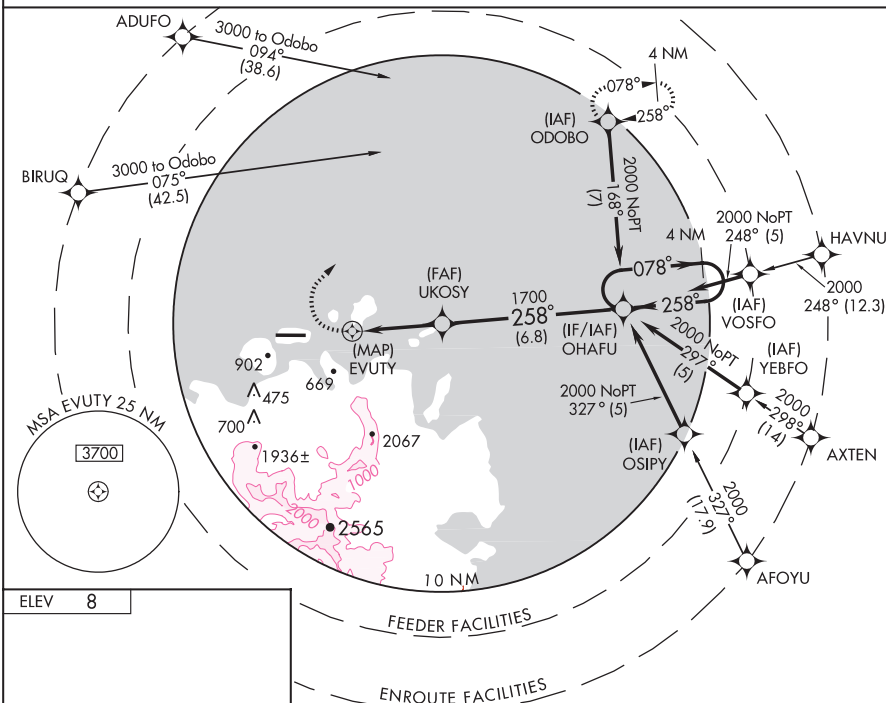 ADUFO
3000 to Odobo
094°
(38.6)
4 NM
078°
258°
(IAF)
ODOBO
BIRUQ
3000 to Odobo
075°
(42.5)
2000 NoPT
168°
(7)
2000 NoPT
248° (5)
4 NM
HAVNU
078°
(FAF)
UKOSY
1700
258°
(6.8)
258°
(IF/IAF)
OHAFU
(IAF)
VOSFO
2000
248° (12.3)
(MAP)
EVUTY
2000 NoPT
297°
(5)
(IAF)
YEBFO
902
669
475
700
2000 NoPT
327° (5)
2000
298°
(14)
MSA EVUTY 25 NM
3700
1936±
2067
1000
(IAF)
OSIPY
AXTEN
2000
2565
2000
327°
(17.9)
10 NM
AFOYU
ELEV 8
FEEDER FACILITIES
ENROUTE FACILITIES